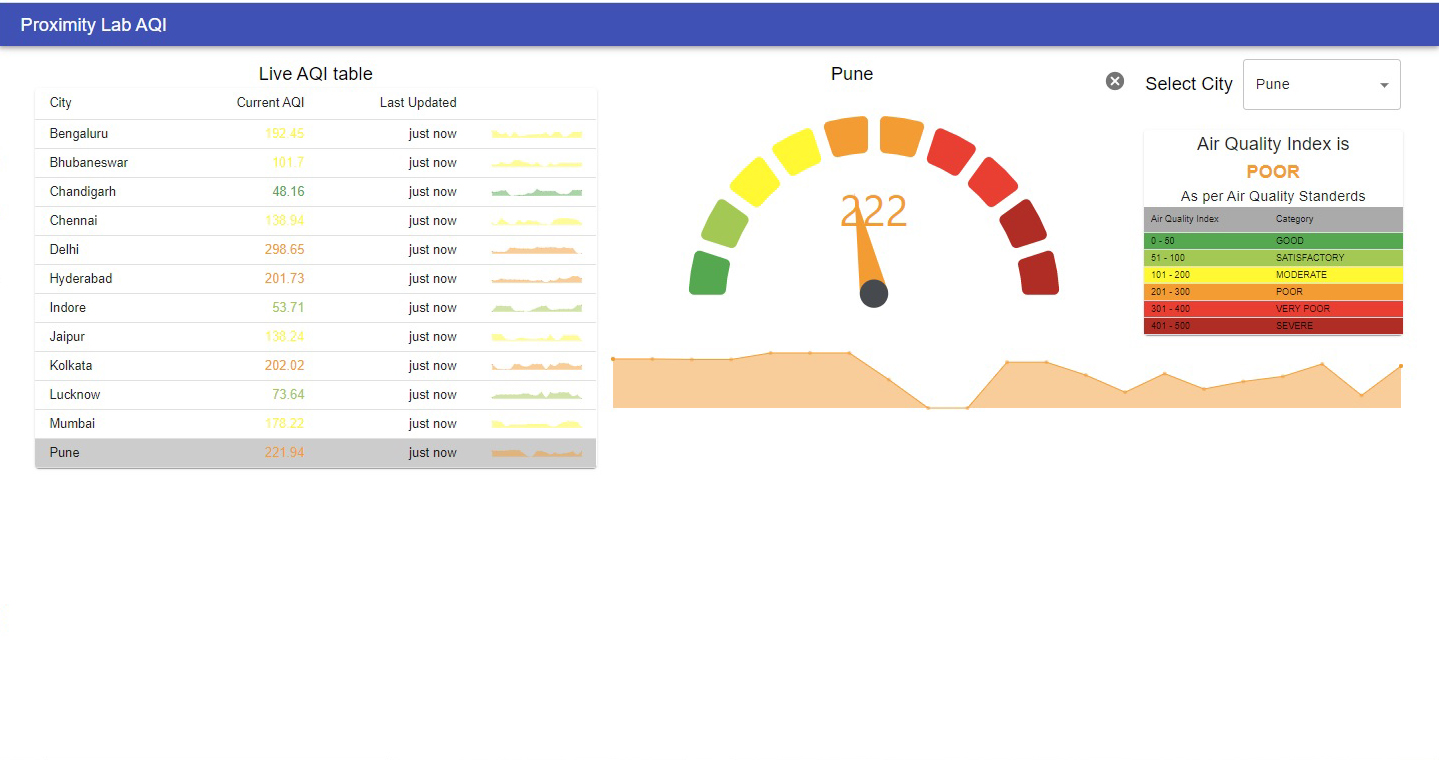 Proximity Lab AQI
Live AQI table
City Current AQI Last Updated
Bengaluru 192.45 just now
Bhubaneswar 101.7 just now
Chandigarh 48.16 just now
Chennai 138.94 just now
Delhi 298.65 just now
Hyderabad 201.73 just now
Indore 53.71 just now
Jaipur 138.24 just now
Kolkata 202.02 just now
Lucknow 73.64 just now
Mumbai 178.22 just now
Pune 221.94 just now
Pune
222
Select City Pune
Air Quality Index is
POOR
As per Air Quality Standerds
Air Quality Index Category
0 - 50 GOOD
51 - 100 SATISFACTORY
101 - 200 MODERATE
201 - 300 POOR
301 - 400 VERY POOR
401 - 500 SEVERE